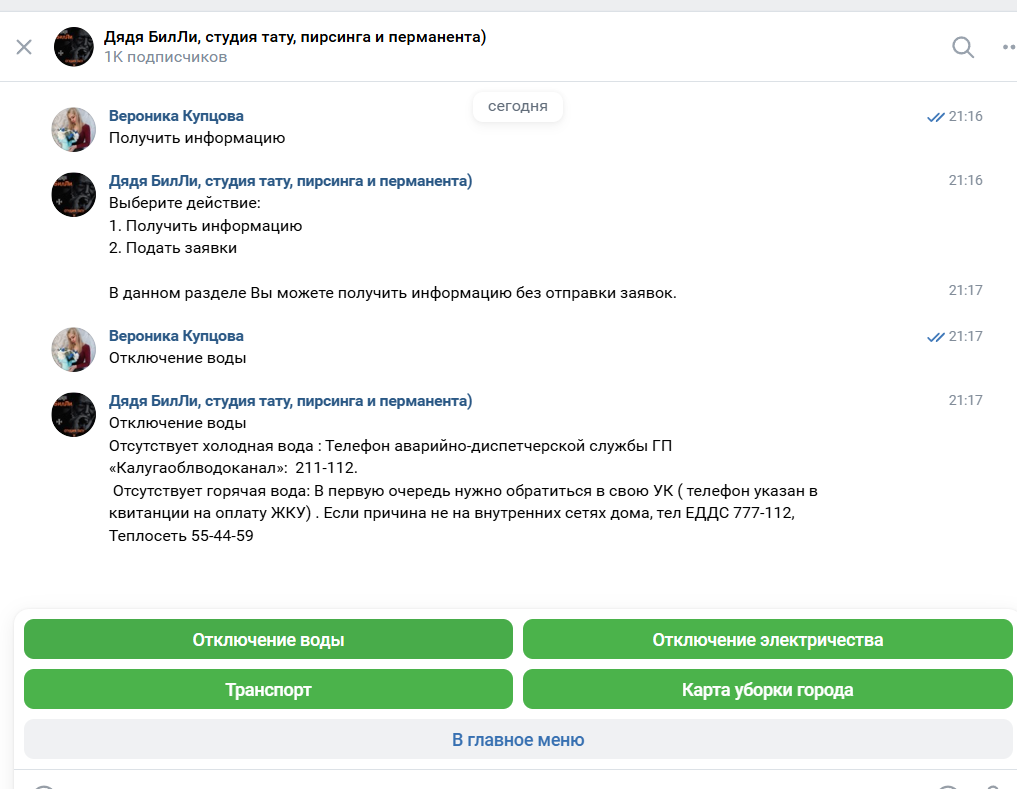 Дядя БилЛи, студия тату, пирсинга и перманента)
1K подписчиков
сегодня
Вероника Купцова
21:16
Получить информацию
Дядя БилЛи, студия тату, пирсинга и перманента)
21:16
Выберите действие:
1. Получить информацию
2. Подать заявки
В данном разделе Вы можете получить информацию без отправки заявок.
21:17
Вероника Купцова
21:17
Отключение воды
Дядя БилЛи, студия тату, пирсинга и перманента)
21:17
Отключение воды
Отсутствует холодная вода : Телефон аварийно-диспетчерской службы ГП
«Калугаоблводоканал»:  211-112.
Отсутствует горячая вода: В первую очередь нужно обратиться в свою УК ( телефон указан в
квитанции на оплату ЖКУ) . Если причина не на внутренних сетях дома, тел ЕДДС 777-112,
Теплосеть 55-44-59
Отключение воды
Отключение электричества
Транспорт
Карта уборки города
В главное меню